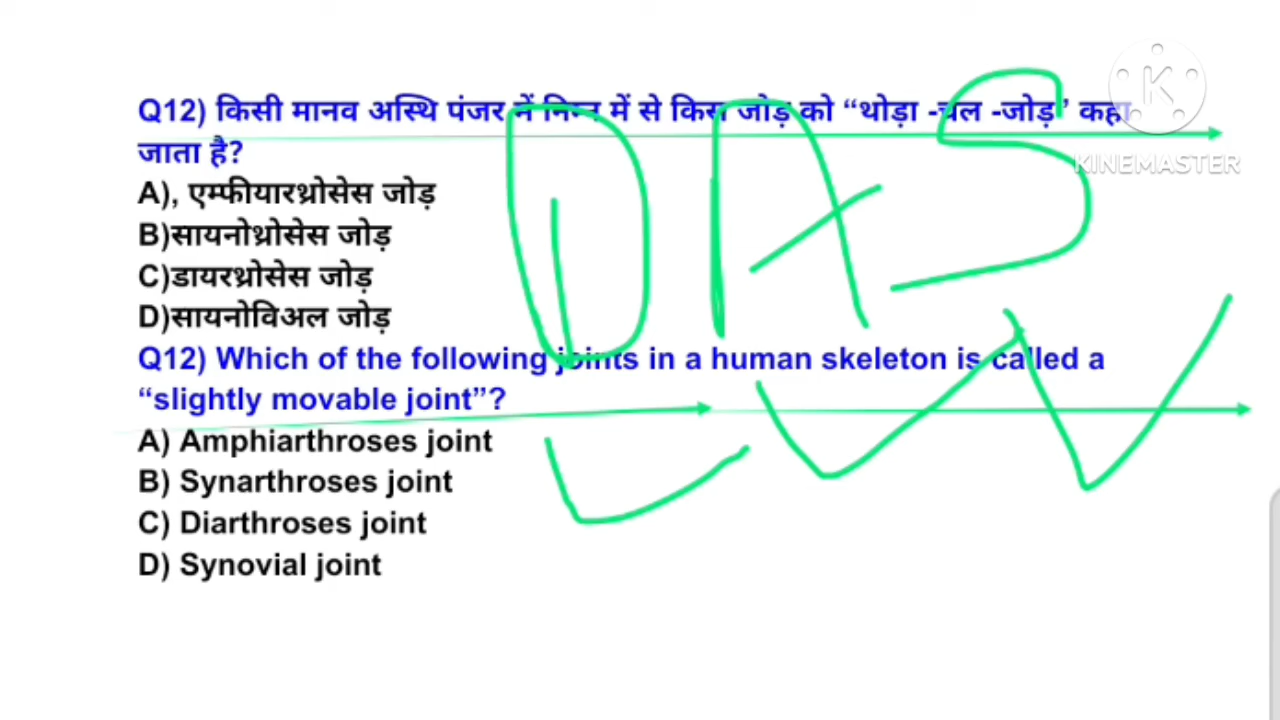 Q12) किसी मानव अस्थि पंजर में निम्न में से किस जोड़ को “थोड़ा -चल -जोड़’ कहा
जाता है?
A), एम्फीयारथ्रोसेस जोड़
B)सायनोथ्रोसेस जोड़
C)डायरथ्रोसेस जोड़
D)सायनोविअल जोड़
Q12) Which of the following joints in a human skeleton is called a
“slightly movable joint”?
A) Amphiarthroses joint
B) Synarthroses joint
C) Diarthroses joint
D) Synovial joint
DAS
K
KINEMASTER